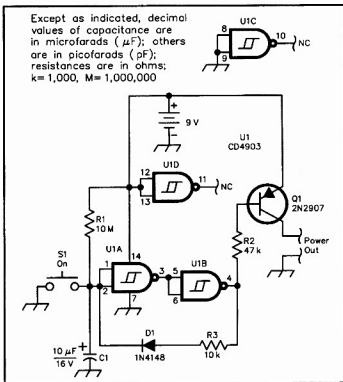 Except as indicated, decimal
values of capacitance are
in microfarads ( µF); others
are in picofarads ( pF);
resistances are in ohms;
k=1,000, M=1,000,000
U1C
8
9
10
NC
+
9 V
U1
CD4903
U1D
12
13
11
NC
Q1
2N2907
R1
10M
U1A
14
S1
On
1
2
3
7
U1B
5
6
4
R2
47k
Power
Out
10 µF
16 V
+
C1
D1
1N4148
R3
10k